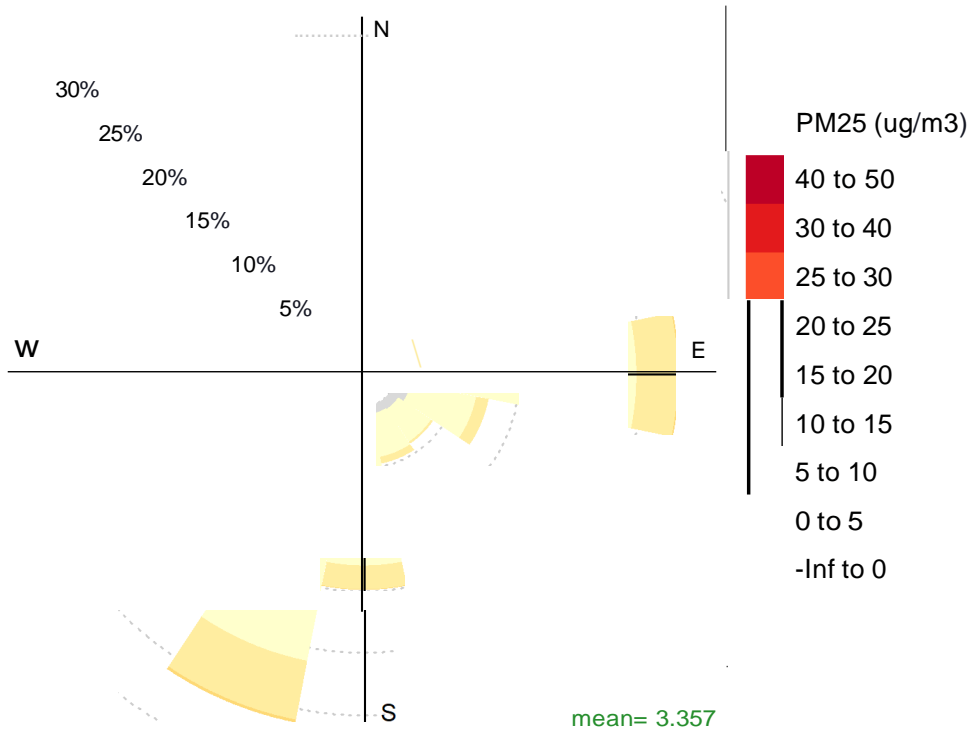 N
30%
25%
20%
15%
10%
5%
W
E
S
mean= 3.357
PM25 (ug/m3)
40 to 50
30 to 40
25 to 30
20 to 25
15 to 20
10 to 15
5 to 10
0 to 5
-Inf to 0